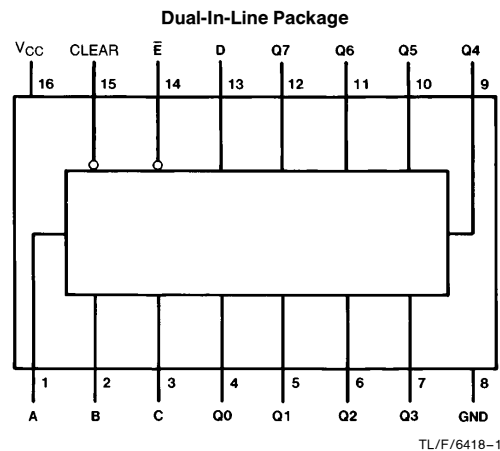 Dual-In-Line Package
VCC CLEAR E̅ D Q7 Q6 Q5 Q4
16 15 14 13 12 11 10 9
1 2 3 4 5 6 7 8
A B C Q0 Q1 Q2 Q3 GND
TL/F/6418–1